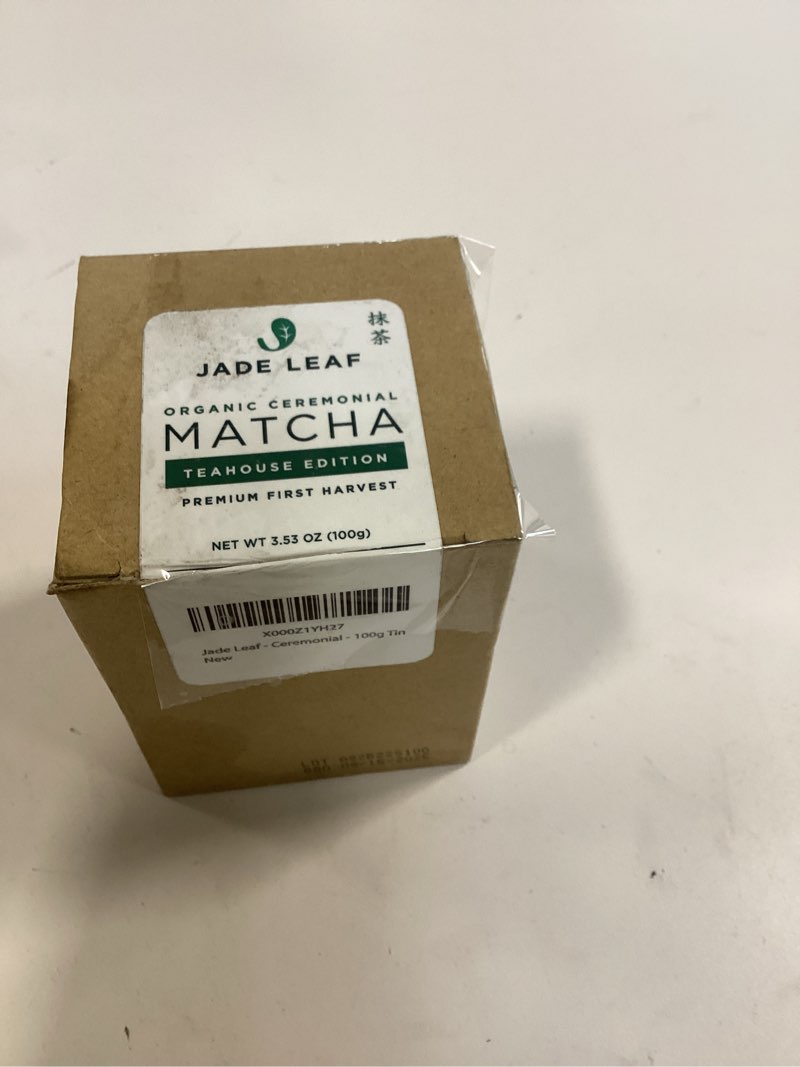 抹茶
JADE LEAF
ORGANIC CEREMONIAL
MATCHA
TEAHOUSE EDITION
PREMIUM FIRST HARVEST
NET WT 3.53 OZ (100g)
X000Z1YH27
Jade Leaf - Ceremonial - 100g Tin
New
LOT